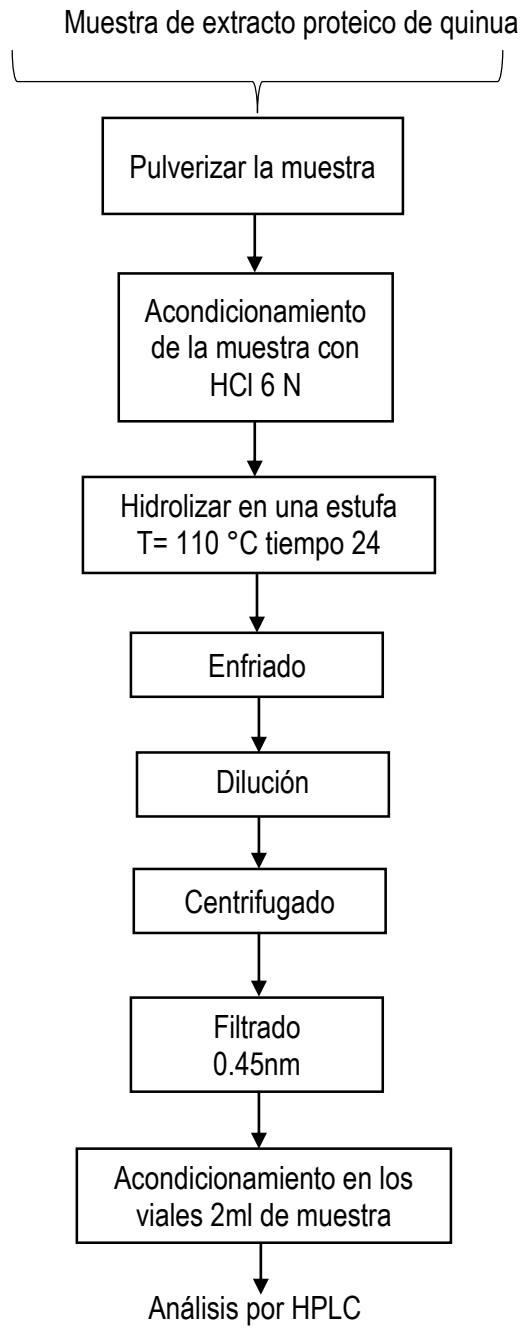 Muestra de extracto proteico de quinua
Pulverizar la muestra
Acondicionamiento
de la muestra con
HCl 6 N
Hidrolizar en una estufa
T= 110 °C tiempo 24
Enfriado
Dilución
Centrifugado
Filtrado
0.45nm
Acondicionamiento en los
viales 2ml de muestra
Análisis por HPLC